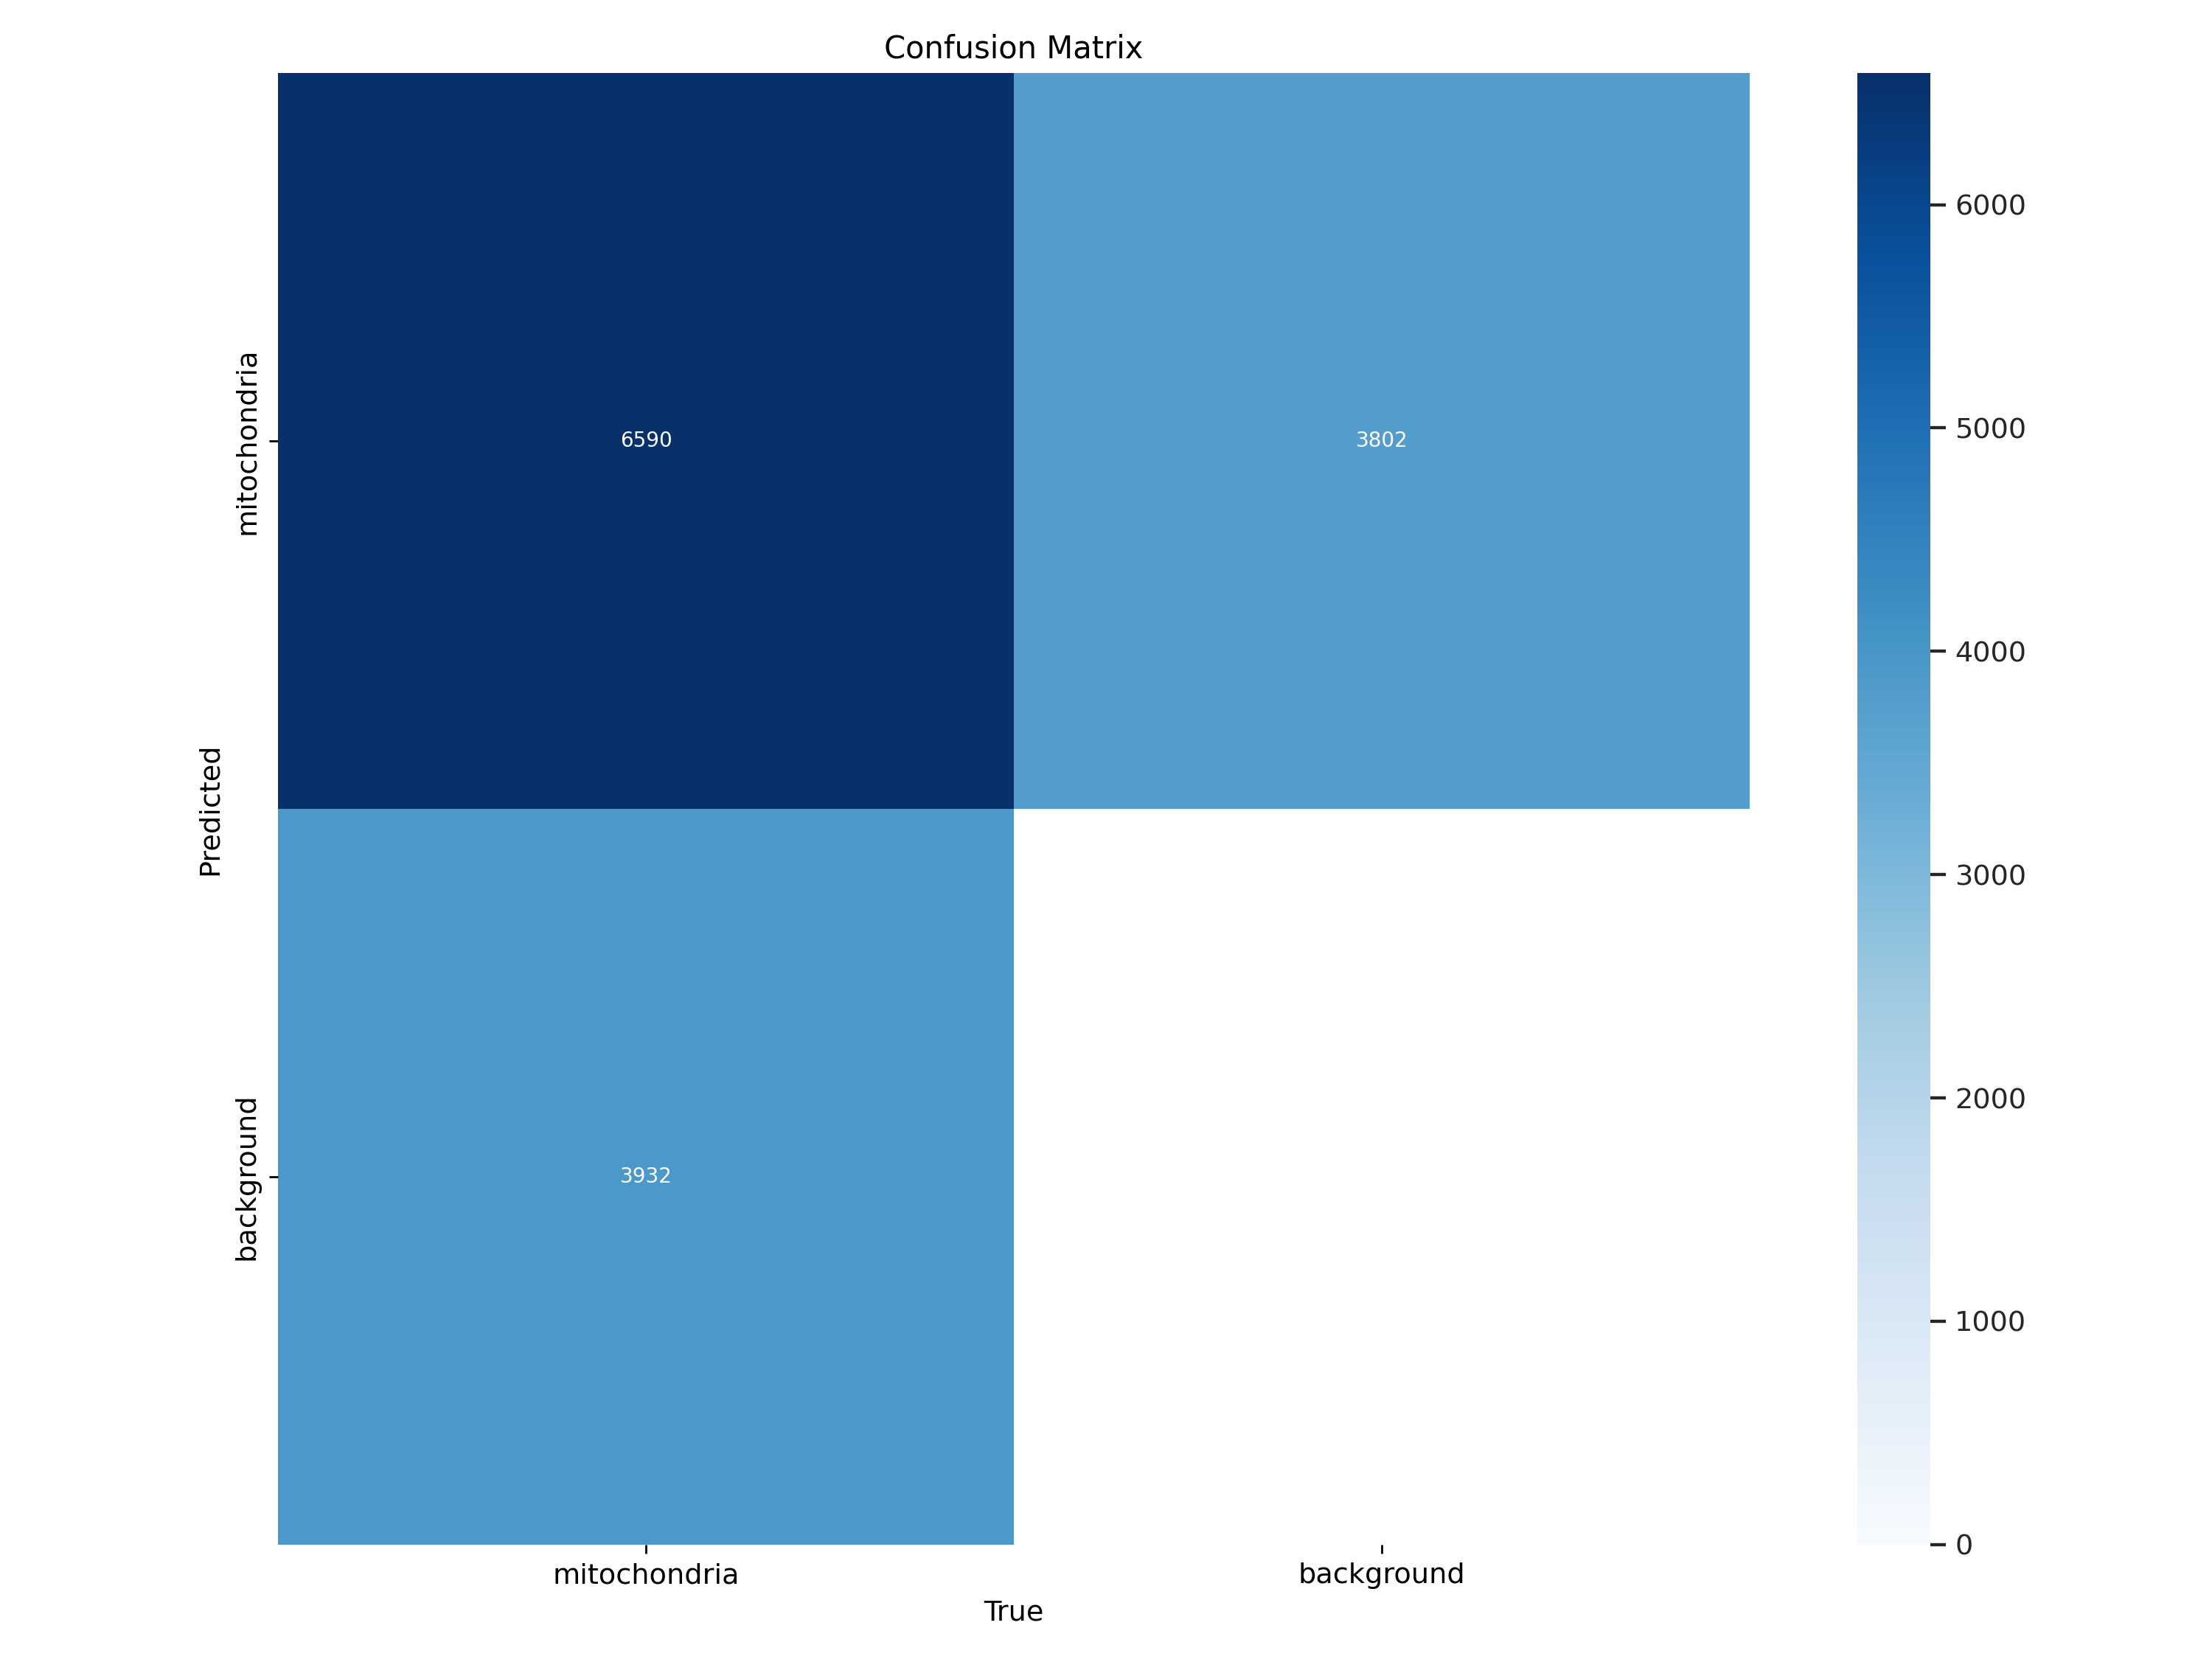 Confusion Matrix
mitochondria
background
Predicted
6590
3802
3932
mitochondria
background
True
6000
5000
4000
3000
2000
1000
0